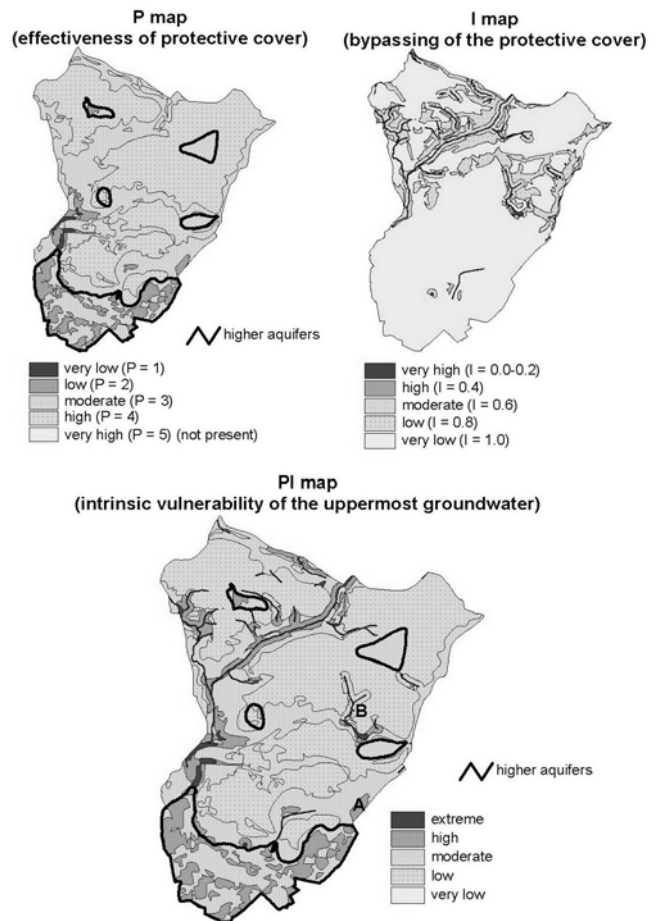 P map
(effectiveness of protective cover)
I map
(bypassing of the protective cover)
higher aquifers
very low (P = 1)
low (P = 2)
moderate (P = 3)
high (P = 4)
very high (P = 5) (not present)
very high (I = 0.0-0.2)
high (I = 0.4)
moderate (I = 0.6)
low (I = 0.8)
very low (I = 1.0)
PI map
(intrinsic vulnerability of the uppermost groundwater)
B
A
higher aquifers
extreme
high
moderate
low
very low